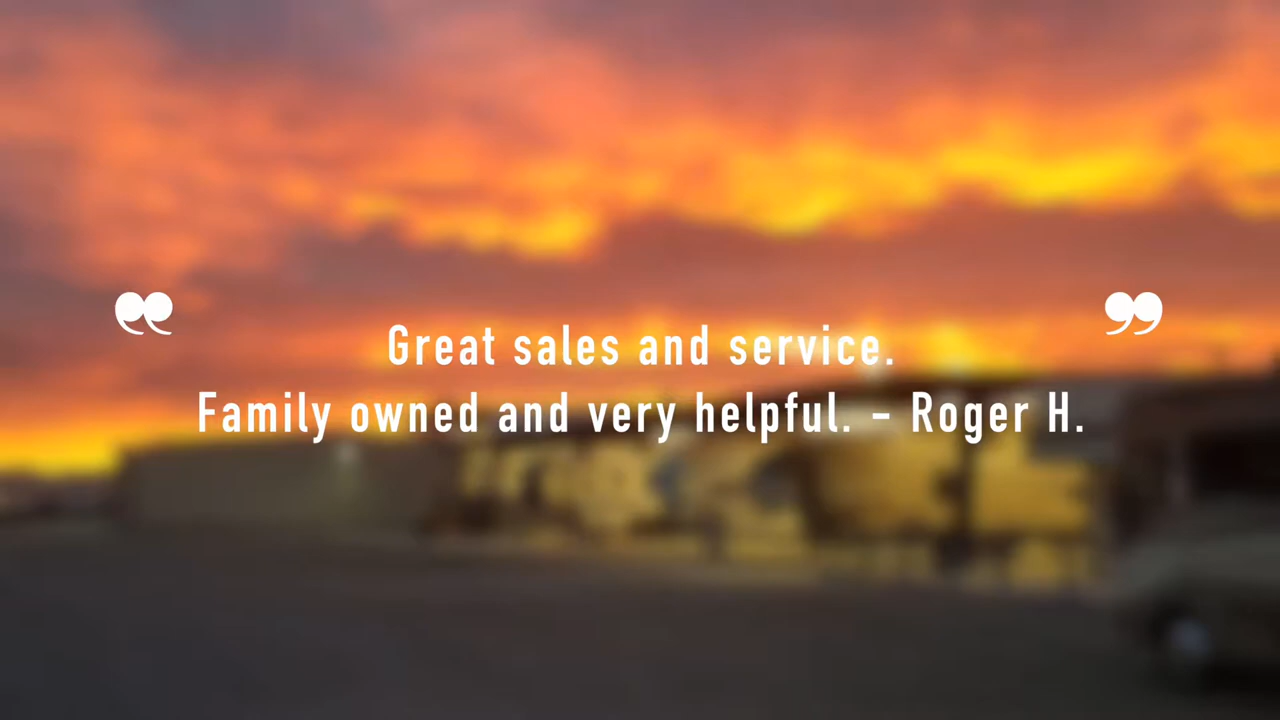 ❝ ❞
Great sales and service.
Family owned and very helpful. - Roger H.